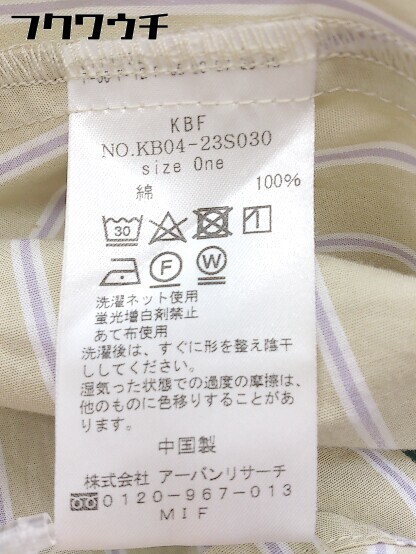 フクワウチ
KBF
NO.KB04-23S030
size One
綿 100%
30
F W
洗濯ネット使用
蛍光増白剤禁止
あて布使用
洗濯後は、すぐに形を整え陰干
ししてください。
湿気った状態での過度の摩擦は、
他のものに色移りすることがあ
ります。
中国製
株式会社 アーバンリサーチ
0120-967-013
MIF